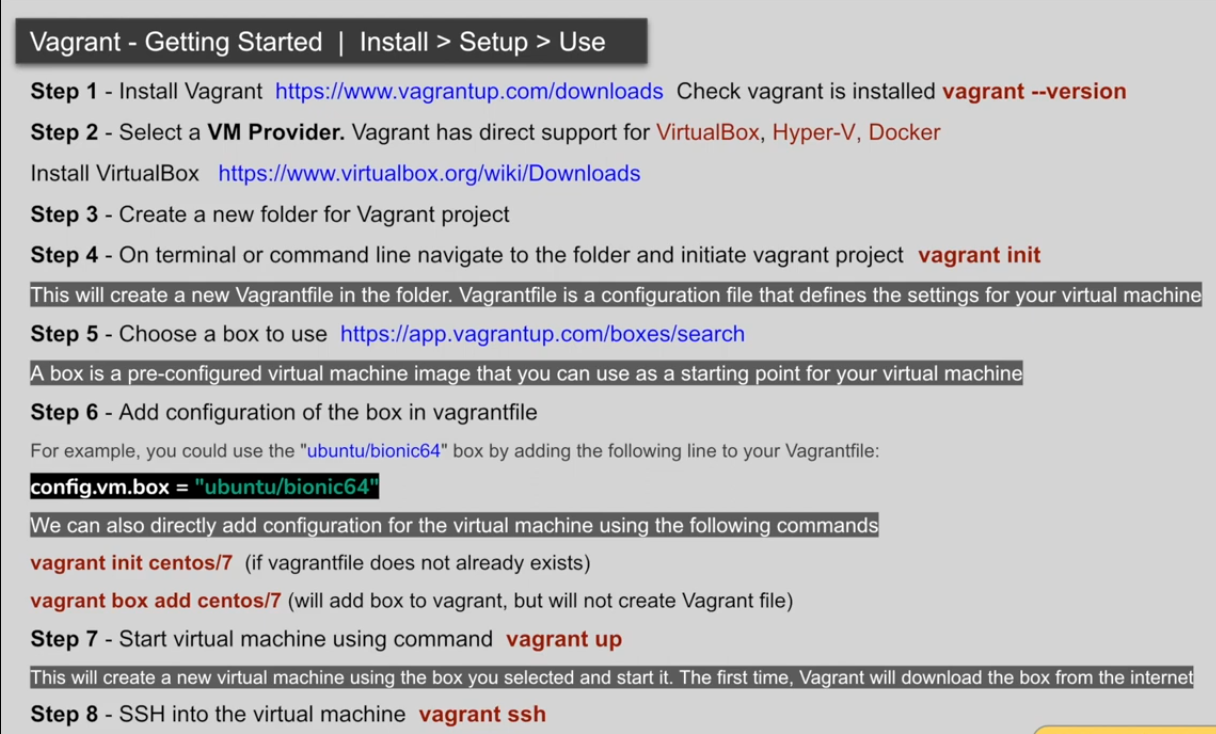 Vagrant - Getting Started | Install > Setup > Use
Step 1 - Install Vagrant https://www.vagrantup.com/downloads Check vagrant is installed vagrant --version
Step 2 - Select a VM Provider. Vagrant has direct support for VirtualBox, Hyper-V, Docker
Install VirtualBox https://www.virtualbox.org/wiki/Downloads
Step 3 - Create a new folder for Vagrant project
Step 4 - On terminal or command line navigate to the folder and initiate vagrant project vagrant init
This will create a new Vagrantfile in the folder. Vagrantfile is a configuration file that defines the settings for your virtual machine
Step 5 - Choose a box to use https://app.vagrantup.com/boxes/search
A box is a pre-configured virtual machine image that you can use as a starting point for your virtual machine
Step 6 - Add configuration of the box in vagrantfile
For example, you could use the "ubuntu/bionic64" box by adding the following line to your Vagrantfile:
config.vm.box = "ubuntu/bionic64"
We can also directly add configuration for the virtual machine using the following commands
vagrant init centos/7 (if vagrantfile does not already exists)
vagrant box add centos/7 (will add box to vagrant, but will not create Vagrant file)
Step 7 - Start virtual machine using command vagrant up
This will create a new virtual machine using the box you selected and start it. The first time, Vagrant will download the box from the internet
Step 8 - SSH into the virtual machine vagrant ssh